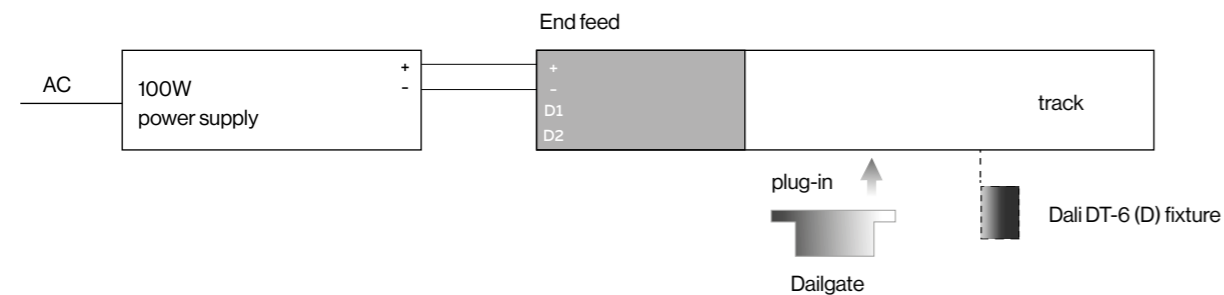 End feed
AC
100W
power supply
+
-
+
-
D1
D2
track
plug-in
Dali DT-6 (D) fixture
Dailgate